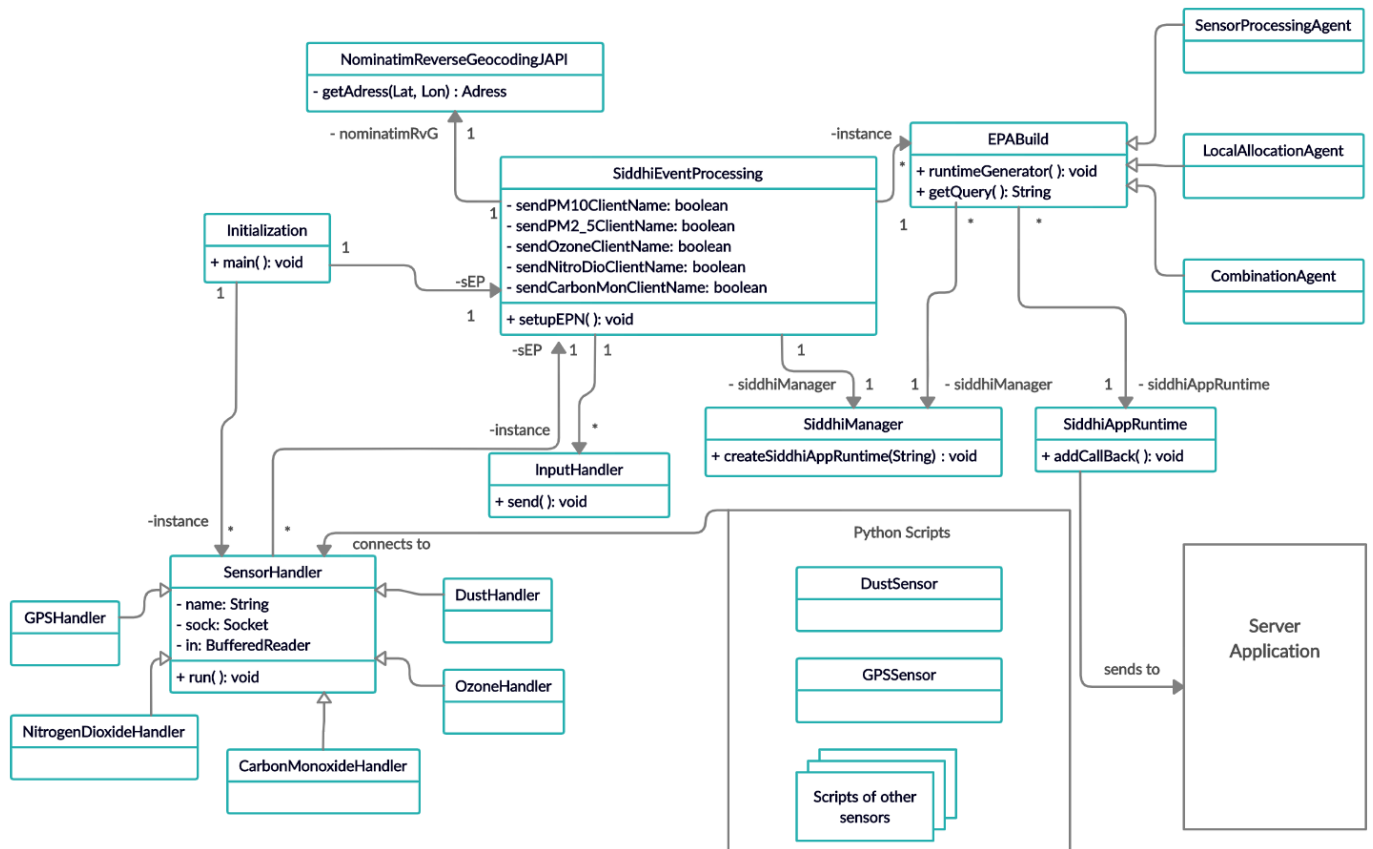 SensorProcessingAgent
NominatimReverseGeocodingJAPI
- getAdress(Lat, Lon) : Adress
- nominatimRvG
1
-instance
*
EPABuild
+ runtimeGenerator( ): void
+ getQuery( ): String
LocalAllocationAgent
SiddhiEventProcessing
- sendPM10ClientName: boolean
- sendPM2_5ClientName: boolean
- sendOzoneClientName: boolean
- sendNitroDioClientName: boolean
- sendCarbonMonClientName: boolean
+ setupEPN( ): void
1
1
*
*
Initialization
+ main( ): void
1
1
-sEP
1
CombinationAgent
-sEP
1
1
1
- siddhiManager
1
1
- siddhiManager
1
- siddhiAppRuntime
SiddhiManager
+ createSiddhiAppRuntime(String) : void
SiddhiAppRuntime
+ addCallBack( ): void
-instance
*
InputHandler
+ send( ): void
-instance
*
*
connects to
SensorHandler
- name: String
- sock: Socket
- in: BufferedReader
+ run( ): void
GPSHandler
DustHandler
OzoneHandler
NitrogenDioxideHandler
CarbonMonoxideHandler
Python Scripts
DustSensor
GPSSensor
Scripts of other
sensors
sends to
Server
Application